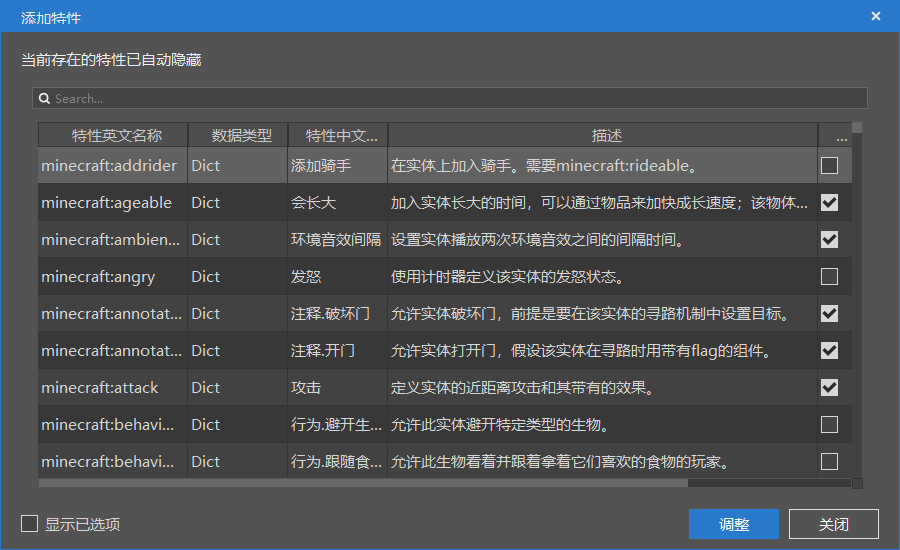 添加特性
当前存在的特性已自动隐藏
Search...
特性英文名称 数据类型 特性中文... 描述 ...
minecraft:addrider Dict 添加骑手 在实体上加入骑手。需要minecraft:rideable。
minecraft:ageable Dict 会长大 加入实体长大的时间，可以通过物品来加快成长速度；该物体...
minecraft:ambien... Dict 环境音效间隔 设置实体播放两次环境音效之间的间隔时间。
minecraft:angry Dict 发怒 使用计时器定义该实体的发怒状态。
minecraft:annotat... Dict 注释.破坏门 允许实体破坏门，前提是要在该实体的寻路机制中设置目标。
minecraft:annotat... Dict 注释.开门 允许实体打开门，假设该实体在寻路时用带有flag的组件。
minecraft:attack Dict 攻击 定义实体的近距离攻击和其带有的效果。
minecraft:behavi... Dict 行为.避开生... 允许此实体避开特定类型的生物。
minecraft:behavi... Dict 行为.跟随食... 允许此生物看着并跟着拿着它们喜欢的食物的玩家。
显示已选项 调整 关闭